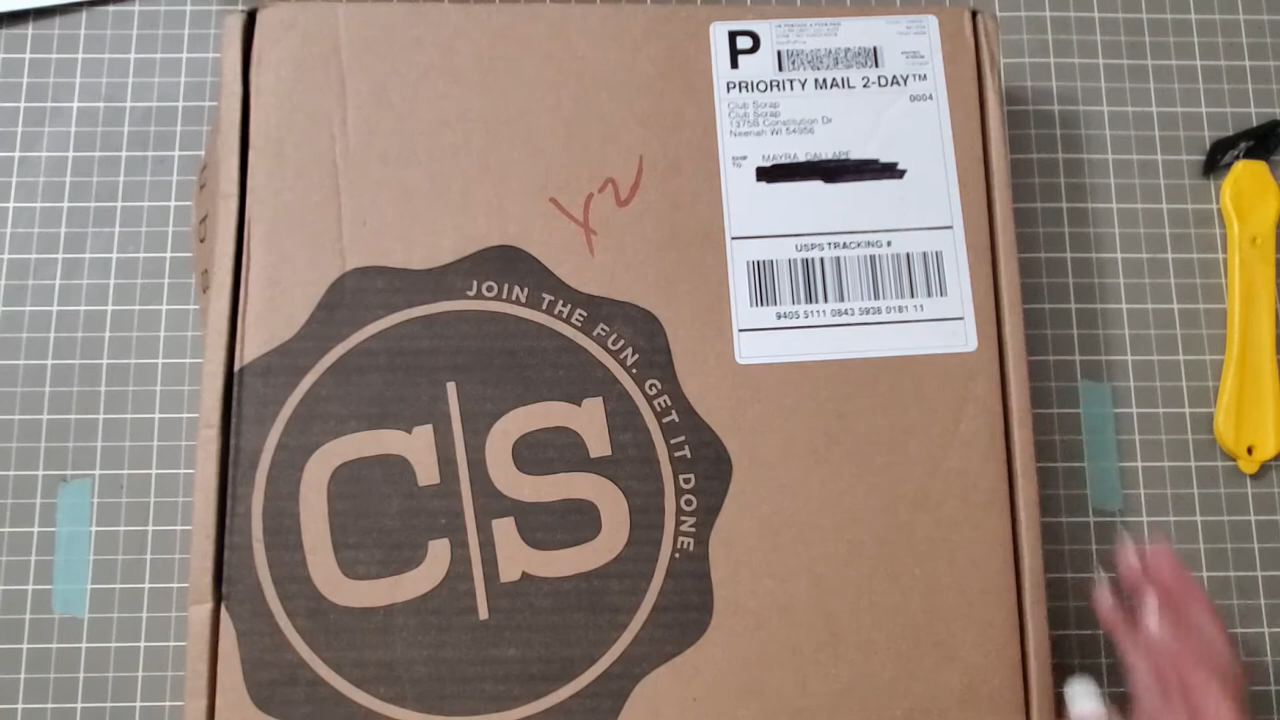 P
PRIORITY MAIL 2-DAY™
0004
Club Scrap
Club Scrap
1375B Constitution Dr
Neenah WI 54956
SHIP
TO:
MAYRA DALLAPE
USPS TRACKING #
9405 5111 0843 5938 0181 11
X2
JOIN THE FUN. GET IT DONE.
C|S